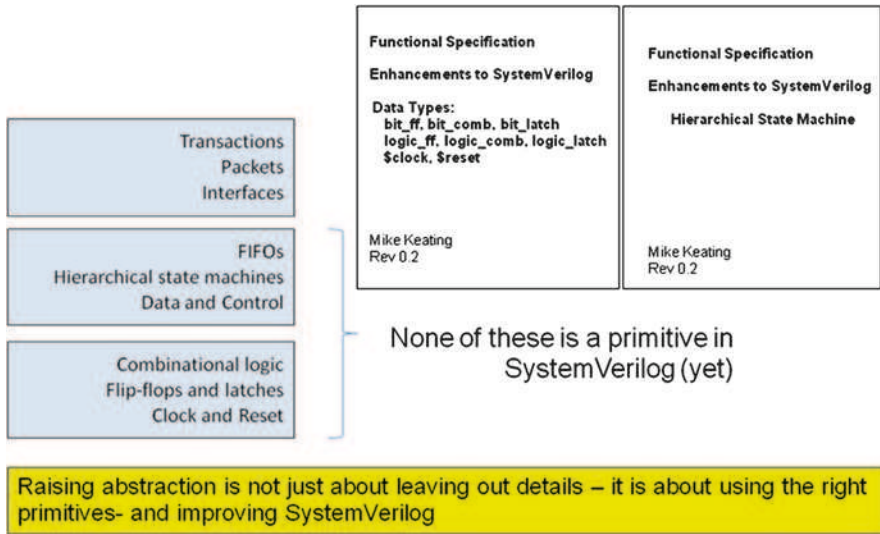 Functional Specification
Enhancements to SystemVerilog
Data Types:
bit_ff, bit_comb, bit_latch
logic_ff, logic_comb, logic_latch
$clock, $reset
Mike Keating
Rev 0.2
Functional Specification
Enhancements to SystemVerilog
Hierarchical State Machine
Mike Keating
Rev 0.2
Transactions
Packets
Interfaces
FIFOs
Hierarchical state machines
Data and Control
Combinational logic
Flip-flops and latches
Clock and Reset
None of these is a primitive in
SystemVerilog (yet)
Raising abstraction is not just about leaving out details – it is about using the right
primitives- and improving SystemVerilog